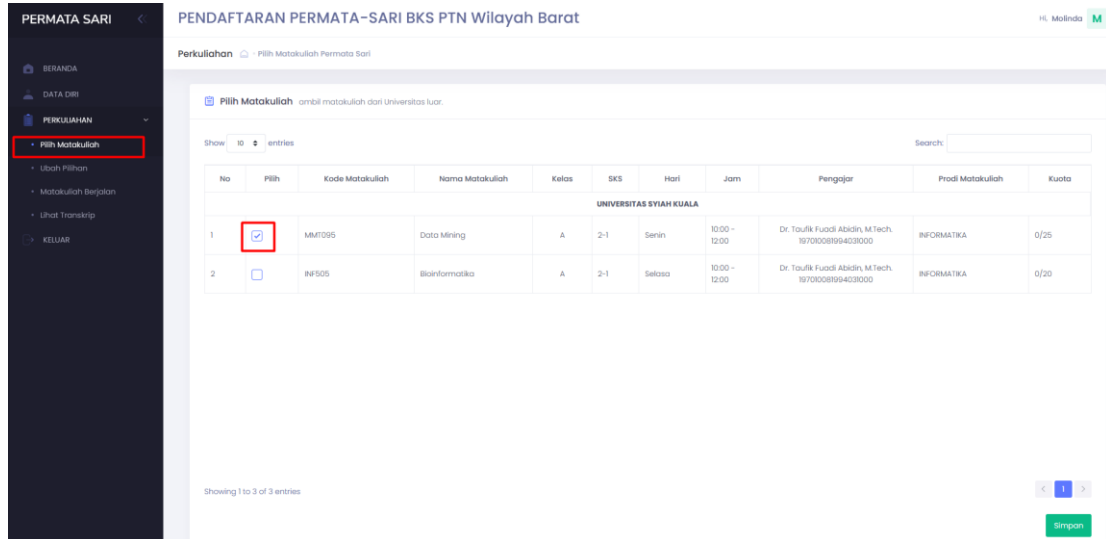 PERMATA SARI
PENDAFTARAN PERMATA-SARI BKS PTN Wilayah Barat
Hi, Molinda M
Perkuliahan - Pilih Matakuliah Permata Sari
BERANDA
DATA DIRI
PERKULIAHAN
Pilih Matakuliah
Ubah Pilihan
Matakuliah Berjalan
Lihat Transkrip
KELUAR
Pilih Matakuliah ambil matakuliah dari Universitas luar.
Show 10 entries
Search:
No Pilih Kode Matakuliah Nama Matakuliah Kelas SKS Hari Jam Pengajar Prodi Matakuliah Kuota
UNIVERSITAS SYIAH KUALA
1 MMT095 Data Mining A 2-1 Senin 10:00 - 12:00 Dr. Taufik Fuadi Abidin, M.Tech. 197010081994031000 INFORMATIKA 0/25
2 INF505 Bioinformatika A 2-1 Selasa 10:00 - 12:00 Dr. Taufik Fuadi Abidin, M.Tech. 197010081994031000 INFORMATIKA 0/20
Showing 1 to 3 of 3 entries
1
Simpan